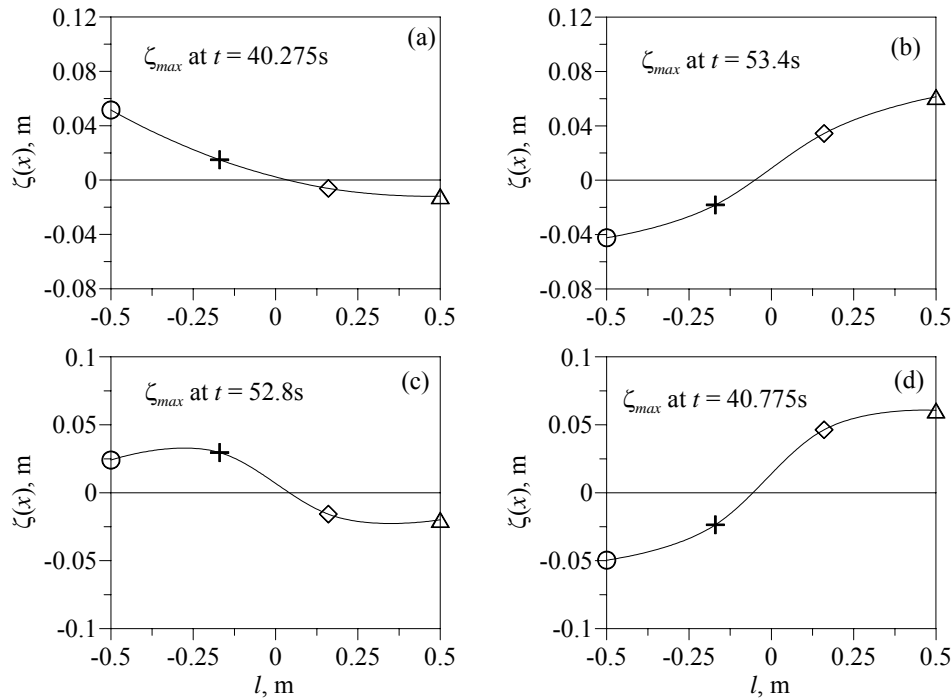 0.12
0.08
0.04
0
-0.04
-0.08
ζ(x), m
(a)
ζmax at t = 40.275s
-0.5 -0.25 0 0.25 0.5
0.12
0.08
0.04
0
-0.04
-0.08
ζ(x), m
(b)
ζmax at t = 53.4s
-0.5 -0.25 0 0.25 0.5
0.1
0.05
0
-0.05
-0.1
ζ(x), m
(c)
ζmax at t = 52.8s
-0.5 -0.25 0 0.25 0.5
l, m
0.1
0.05
0
-0.05
-0.1
ζ(x), m
(d)
ζmax at t = 40.775s
-0.5 -0.25 0 0.25 0.5
l, m